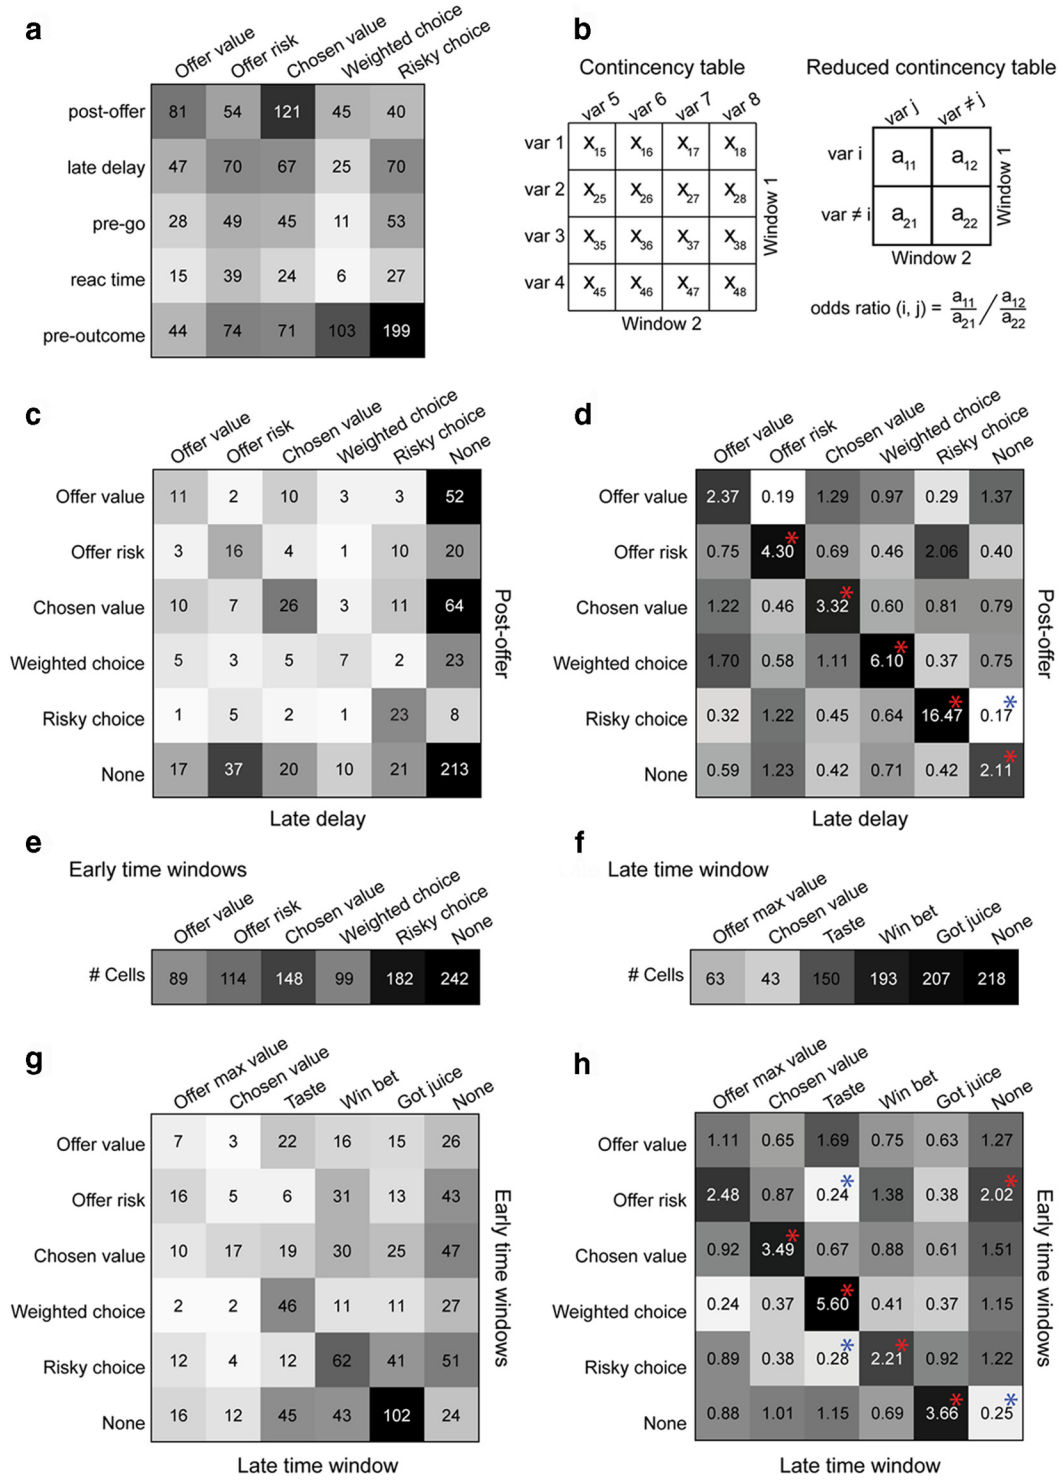 a
Offer value Offer risk Chosen value Weighted choice Risky choice
post-offer 81 54 121 45 40
late delay 47 70 67 25 70
pre-go 28 49 45 11 53
reac time 15 39 24 6 27
pre-outcome 44 74 71 103 199
b
Contincency table
var 5 var 6 var 7 var 8
var 1 X15 X16 X17 X18
var 2 X25 X26 X27 X28
var 3 X35 X36 X37 X38
var 4 X45 X46 X47 X48
Window 1
Window 2
Reduced contincency table
var j var ≠ j
var i a11 a12
var ≠ i a21 a22
Window 1
Window 2
odds ratio (i, j) = a11/a21 / a12/a22
c
Offer value Offer risk Chosen value Weighted choice Risky choice None
Offer value 11 2 10 3 3 52
Offer risk 3 16 4 1 10 20
Chosen value 10 7 26 3 11 64
Weighted choice 5 3 5 7 2 23
Risky choice 1 5 2 1 23 8
None 17 37 20 10 21 213
Post-offer
Late delay
d
Offer value Offer risk Chosen value Weighted choice Risky choice None
Offer value 2.37 0.19 1.29 0.97 0.29 1.37
Offer risk 0.75 4.30* 0.69 0.46 2.06 0.40
Chosen value 1.22 0.46 3.32* 0.60 0.81 0.79
Weighted choice 1.70 0.58 1.11 6.10* 0.37 0.75
Risky choice 0.32 1.22 0.45 0.64 16.47* 0.17*
None 0.59 1.23 0.42 0.71 0.42 2.11*
Post-offer
Late delay
e
Early time windows
Offer value Offer risk Chosen value Weighted choice Risky choice None
# Cells 89 114 148 99 182 242
f
Late time window
Offer max value Chosen value Taste Win bet Got juice None
# Cells 63 43 150 193 207 218
g
Offer max value Chosen value Taste Win bet Got juice None
Offer value 7 3 22 16 15 26
Offer risk 16 5 6 31 13 43
Chosen value 10 17 19 30 25 47
Weighted choice 2 2 46 11 11 27
Risky choice 12 4 12 62 41 51
None 16 12 45 43 102 24
Early time windows
Late time window
h
Offer max value Chosen value Taste Win bet Got juice None
Offer value 1.11 0.65 1.69 0.75 0.63 1.27
Offer risk 2.48 0.87 0.24* 1.38 0.38 2.02*
Chosen value 0.92 3.49* 0.67 0.88 0.61 1.51
Weighted choice 0.24 0.37 5.60* 0.41 0.37 1.15
Risky choice 0.89 0.38 0.28* 2.21* 0.92 1.22
None 0.88 1.01 1.15 0.69 3.66* 0.25*
Early time windows
Late time window